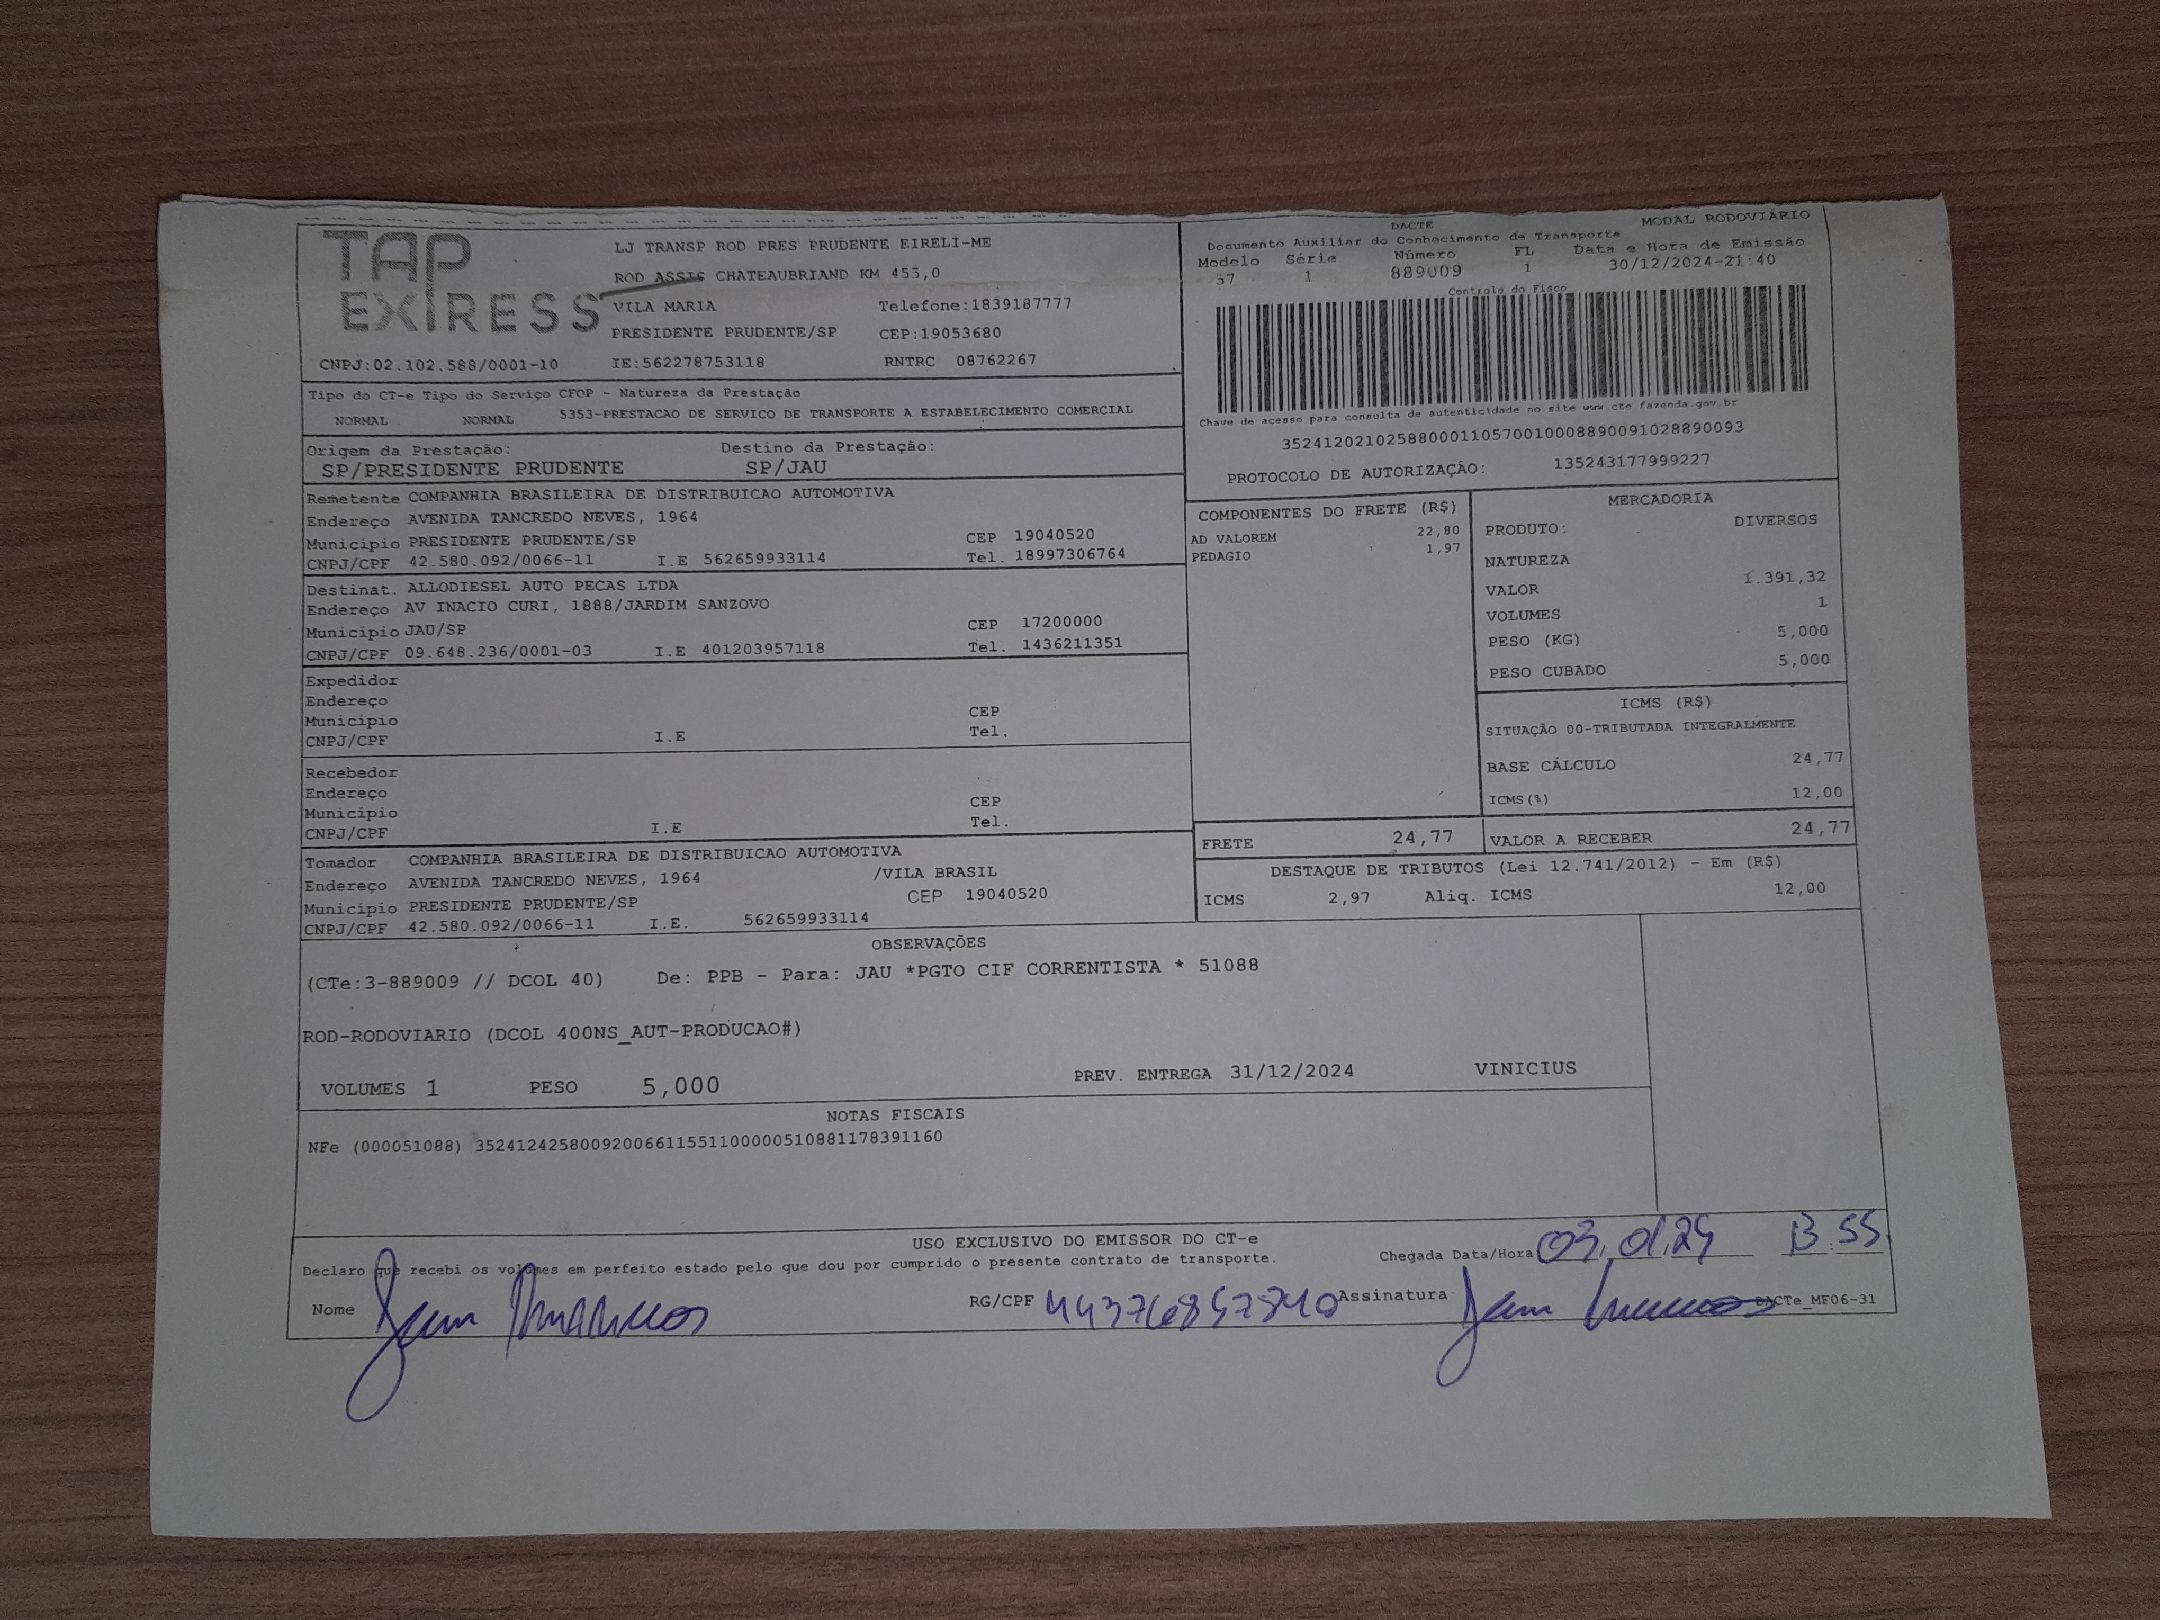 TAP
EXPRESS
LJ TRANSP ROD PRES PRUDENTE EIRELI-ME
ROD ASSIS CHATEAUBRIAND KM 455,0
VILA MARIA Telefone:1839187777
PRESIDENTE PRUDENTE/SP CEP:19053680
CNPJ:02.102.588/0001-10 IE:562278753118 RNTRC 08762267
DACTE MODAL RODOVIÁRIO
Documento Auxiliar do Conhecimento de Transporte
Modelo Série Número FL Data e Hora de Emissão
57 1 889009 1 30/12/2024-21:40
Controle do Fisco
Chave de acesso para consulta de autenticidade no site www.cte.fazenda.gov.br
35241202102588000110570010008890091028890093
PROTOCOLO DE AUTORIZAÇÃO: 135243177999227
Tipo do CT-e Tipo do Serviço CFOP - Natureza da Prestação
NORMAL NORMAL 5353-PRESTACAO DE SERVICO DE TRANSPORTE A ESTABELECIMENTO COMERCIAL
Origem da Prestação: Destino da Prestação:
SP/PRESIDENTE PRUDENTE SP/JAU
Remetente COMPANHIA BRASILEIRA DE DISTRIBUICAO AUTOMOTIVA
Endereço AVENIDA TANCREDO NEVES, 1964
Município PRESIDENTE PRUDENTE/SP CEP 19040520
CNPJ/CPF 42.580.092/0066-11 I.E 562659933114 Tel. 18997306764
Destinat. ALLODIESEL AUTO PECAS LTDA
Endereço AV INACIO CURI, 1888/JARDIM SANZOVO
Município JAU/SP CEP 17200000
CNPJ/CPF 09.648.236/0001-03 I.E 401203957118 Tel. 1436211351
Expedidor
Endereço
Município CEP
CNPJ/CPF I.E Tel.
Recebedor
Endereço
Município CEP
CNPJ/CPF I.E Tel.
Tomador COMPANHIA BRASILEIRA DE DISTRIBUICAO AUTOMOTIVA
Endereço AVENIDA TANCREDO NEVES, 1964 /VILA BRASIL
Município PRESIDENTE PRUDENTE/SP CEP 19040520
CNPJ/CPF 42.580.092/0066-11 I.E. 562659933114
COMPONENTES DO FRETE (R$)
AD VALOREM 22,80
PEDAGIO 1,97
MERCADORIA
PRODUTO: DIVERSOS
NATUREZA
VALOR 1.391,32
VOLUMES 1
PESO (KG) 5,000
PESO CUBADO 5,000
ICMS (R$)
SITUAÇÃO 00-TRIBUTADA INTEGRALMENTE
BASE CÁLCULO 24,77
ICMS(%) 12,00
FRETE 24,77 VALOR A RECEBER 24,77
DESTAQUE DE TRIBUTOS (Lei 12.741/2012) - Em (R$)
ICMS 2,97 Aliq. ICMS 12,00
OBSERVAÇÕES
(CTe:3-889009 // DCOL 40) De: PPB - Para: JAU *PGTO CIF CORRENTISTA * 51088
ROD-RODOVIARIO (DCOL 400NS_AUT-PRODUCAO#)
VOLUMES 1 PESO 5,000 PREV. ENTREGA 31/12/2024 VINICIUS
NOTAS FISCAIS
NFe (000051088) 35241242580092006611551100000510881178391160
USO EXCLUSIVO DO EMISSOR DO CT-e
Declaro que recebi os volumes em perfeito estado pelo que dou por cumprido o presente contrato de transporte.
Chegada Data/Hora 13:55
Nome RG/CPF Assinatura DACTe_MF06-31